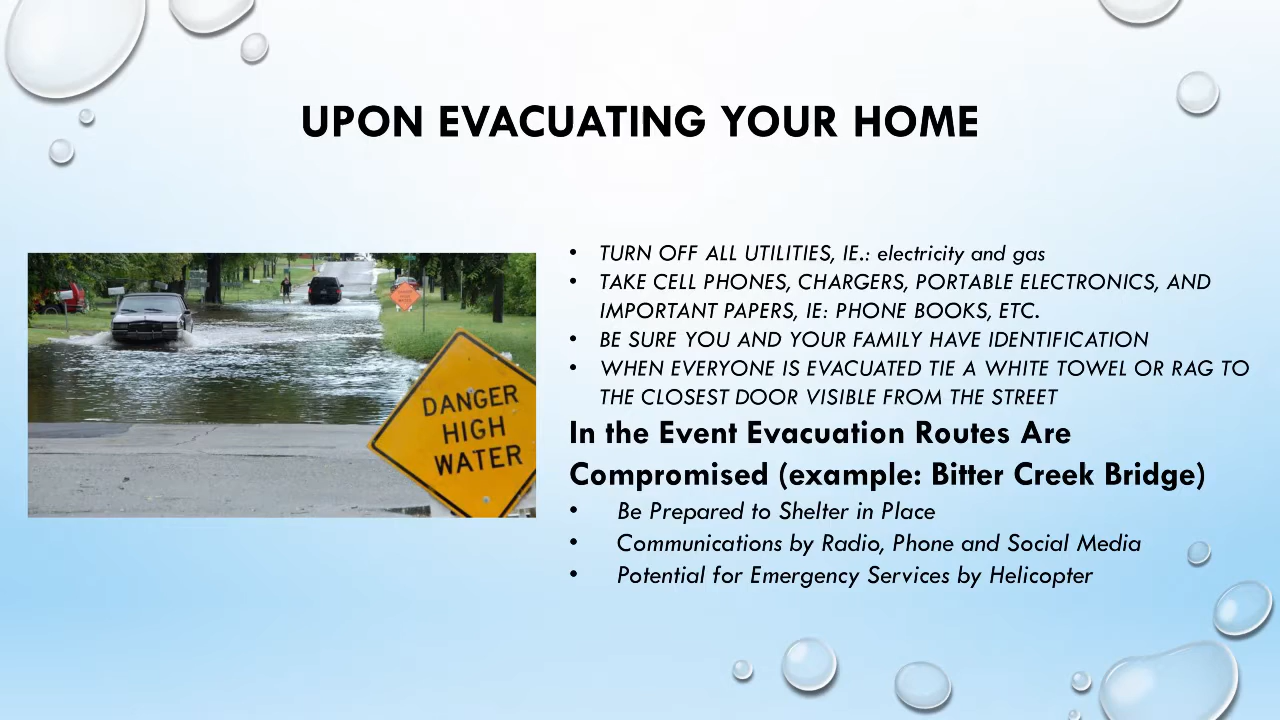 UPON EVACUATING YOUR HOME
DANGER
HIGH
WATER
• TURN OFF ALL UTILITIES, IE.: electricity and gas
• TAKE CELL PHONES, CHARGERS, PORTABLE ELECTRONICS, AND
IMPORTANT PAPERS, IE: PHONE BOOKS, ETC.
• BE SURE YOU AND YOUR FAMILY HAVE IDENTIFICATION
• WHEN EVERYONE IS EVACUATED TIE A WHITE TOWEL OR RAG TO
THE CLOSEST DOOR VISIBLE FROM THE STREET
In the Event Evacuation Routes Are
Compromised (example: Bitter Creek Bridge)
• Be Prepared to Shelter in Place
• Communications by Radio, Phone and Social Media
• Potential for Emergency Services by Helicopter